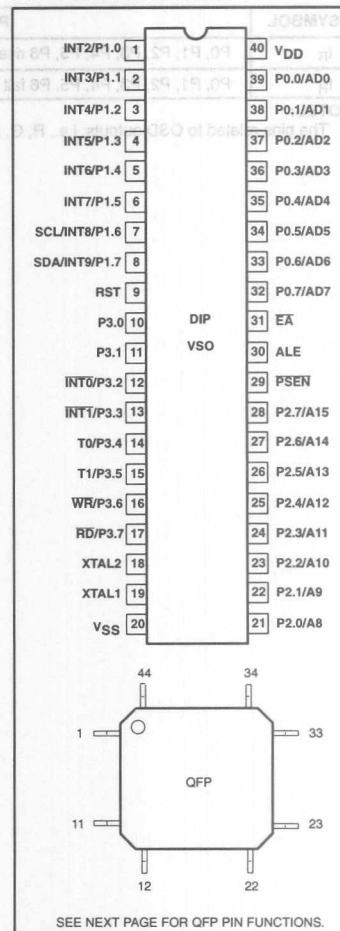 INT2/P1.0 1
INT3/P1.1 2
INT4/P1.2 3
INT5/P1.3 4
INT6/P1.4 5
INT7/P1.5 6
SCL/INT8/P1.6 7
SDA/INT9/P1.7 8
RST 9
P3.0 10
P3.1 11
INT0/P3.2 12
INT1/P3.3 13
T0/P3.4 14
T1/P3.5 15
WR/P3.6 16
RD/P3.7 17
XTAL2 18
XTAL1 19
VSS 20
DIP
VSO
40 VDD
39 P0.0/AD0
38 P0.1/AD1
37 P0.2/AD2
36 P0.3/AD3
35 P0.4/AD4
34 P0.5/AD5
33 P0.6/AD6
32 P0.7/AD7
31 EA
30 ALE
29 PSEN
28 P2.7/A15
27 P2.6/A14
26 P2.5/A13
25 P2.4/A12
24 P2.3/A11
23 P2.2/A10
22 P2.1/A9
21 P2.0/A8
44 34
1 33
QFP
11 23
12 22
SEE NEXT PAGE FOR QFP PIN FUNCTIONS.